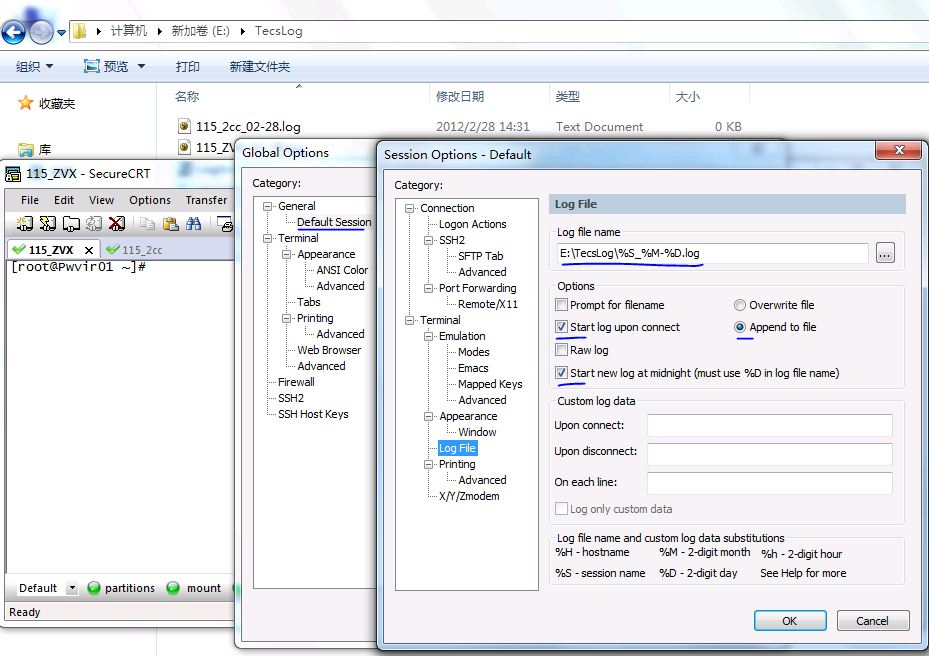 计算机 新加卷 (E:) TecsLog
组织 预览 打印 新建文件夹
收藏夹
库
名称 修改日期 类型 大小
115_2cc_02-28.log 2012/2/28 14:31 Text Document 0 KB
115_ZV
115_ZVX - SecureCRT
File Edit View Options Transfer
115_ZVX 115_2cc
[root@Pwvir01 ~]#
Default partitions mount
Ready
Global Options
Category:
General
Default Session
Terminal
Appearance
ANSI Color
Advanced
Tabs
Printing
Advanced
Web Browser
Advanced
Firewall
SSH2
SSH Host Keys
Session Options - Default
Category:
Connection
Logon Actions
SSH2
SFTP Tab
Advanced
Port Forwarding
Remote/X11
Terminal
Emulation
Modes
Emacs
Mapped Keys
Advanced
Appearance
Window
Log File
Printing
Advanced
X/Y/Zmodem
Log File
Log file name
E:\TecsLog\%S_%M-%D.log
...
Options
Prompt for filename Overwrite file
Start log upon connect Append to file
Raw log
Start new log at midnight (must use %D in log file name)
Custom log data
Upon connect:
Upon disconnect:
On each line:
Log only custom data
Log file name and custom log data substitutions
%H - hostname %M - 2-digit month %h - 2-digit hour
%S - session name %D - 2-digit day See Help for more
OK Cancel